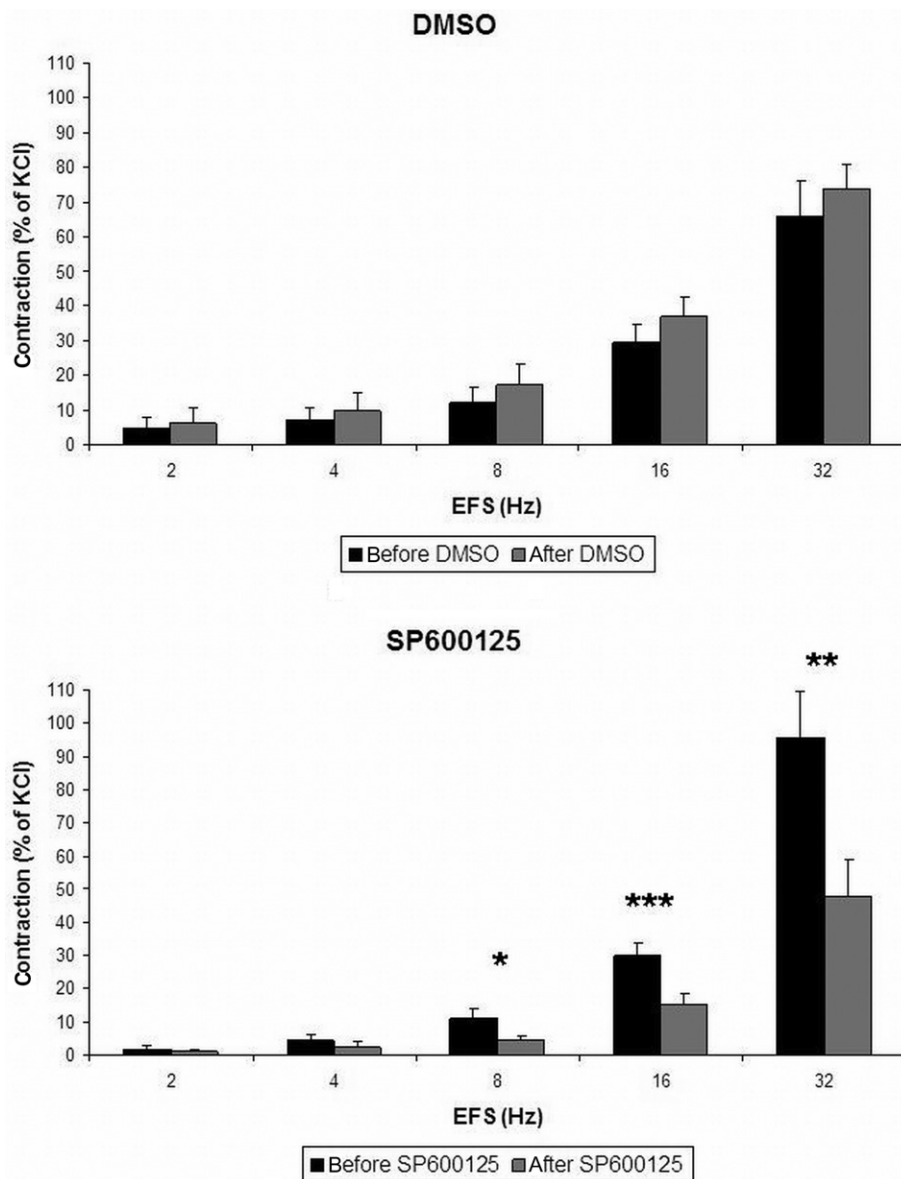 DMSO
110
100
90
80
70
60
50
40
30
20
10
0
Contraction (% of KCl)
2 4 8 16 32
EFS (Hz)
Before DMSO After DMSO
SP600125
**
110
100
90
80
70
60
50
40
30
20
10
0
Contraction (% of KCl)
***
*
2 4 8 16 32
EFS (Hz)
Before SP600125 After SP600125